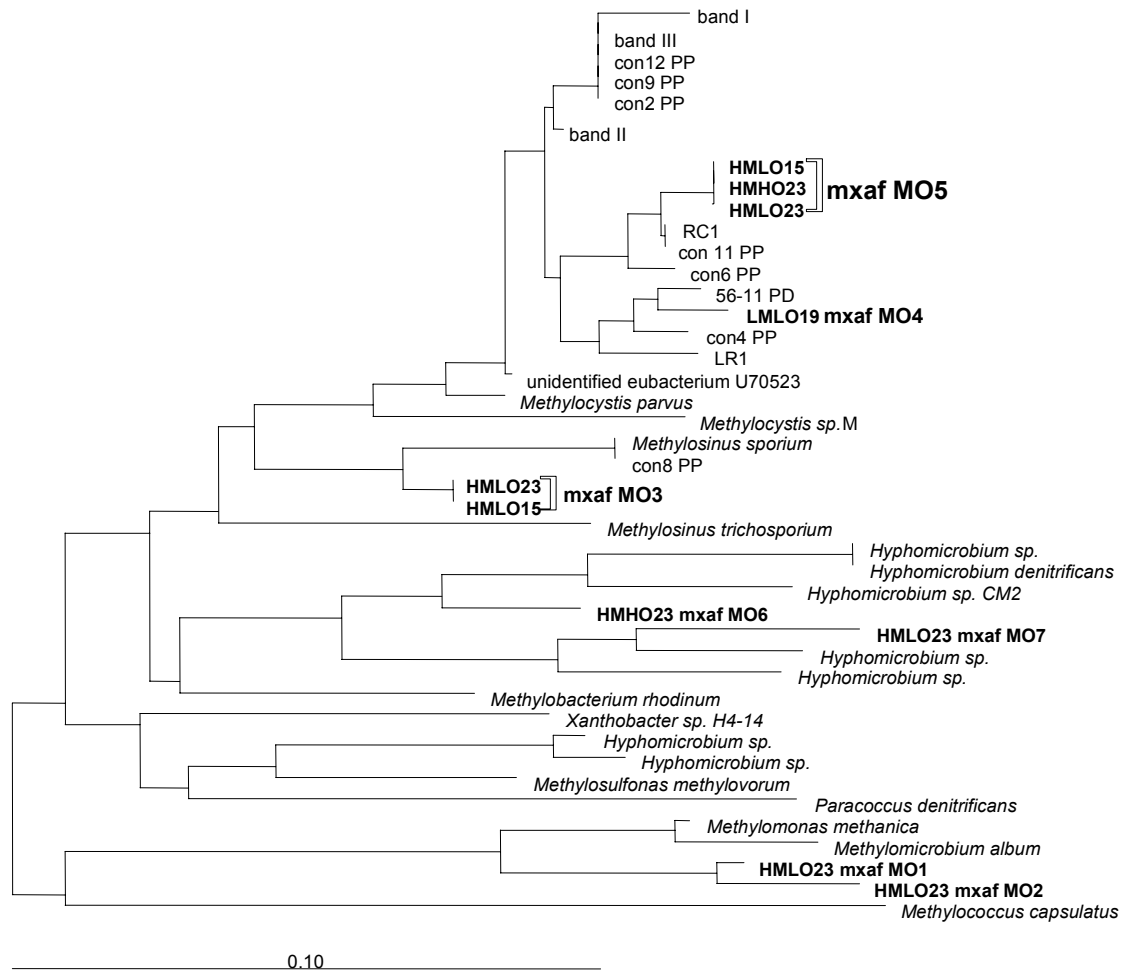 band I
band III
con12 PP
con9 PP
con2 PP
band II
HMLO15
HMHO23 mxaf MO5
HMLO23
RC1
con 11 PP
con6 PP
56-11 PD
LMLO19 mxaf MO4
con4 PP
LR1
unidentified eubacterium U70523
Methylocystis parvus
Methylocystis sp.M
Methylosinus sporium
con8 PP
HMLO23 mxaf MO3
HMLO15
Methylosinus trichosporium
Hyphomicrobium sp.
Hyphomicrobium denitrificans
Hyphomicrobium sp. CM2
HMHO23 mxaf MO6
HMLO23 mxaf MO7
Hyphomicrobium sp.
Hyphomicrobium sp.
Methylobacterium rhodinum
Xanthobacter sp. H4-14
Hyphomicrobium sp.
Hyphomicrobium sp.
Methylosulfonas methylovorum
Paracoccus denitrificans
Methylomonas methanica
Methylomicrobium album
HMLO23 mxaf MO1
HMLO23 mxaf MO2
Methylococcus capsulatus
0.10